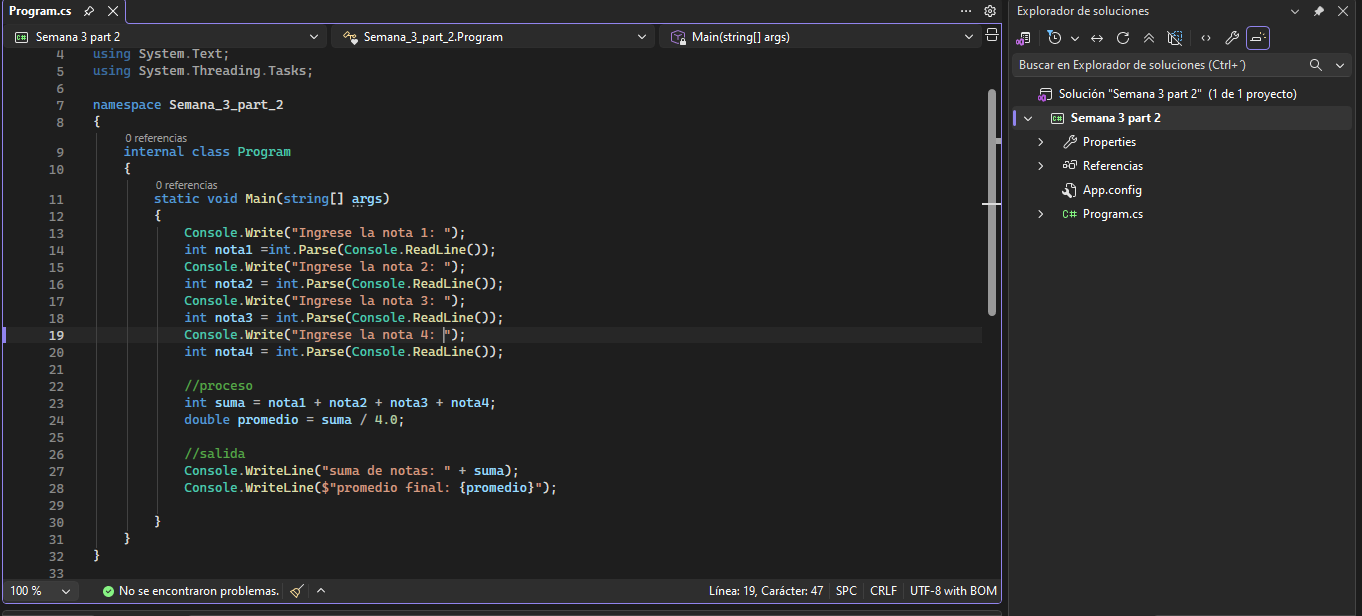 Program.cs
Semana 3 part 2
Semana_3_part_2.Program
Main(string[] args)
4 using System.Text;
5 using System.Threading.Tasks;
6
7 namespace Semana_3_part_2
8 {
0 referencias
9 internal class Program
10 {
0 referencias
11 static void Main(string[] args)
12 {
13 Console.Write("Ingrese la nota 1: ");
14 int nota1 =int.Parse(Console.ReadLine());
15 Console.Write("Ingrese la nota 2: ");
16 int nota2 = int.Parse(Console.ReadLine());
17 Console.Write("Ingrese la nota 3: ");
18 int nota3 = int.Parse(Console.ReadLine());
19 Console.Write("Ingrese la nota 4: ");
20 int nota4 = int.Parse(Console.ReadLine());
21
22 //proceso
23 int suma = nota1 + nota2 + nota3 + nota4;
24 double promedio = suma / 4.0;
25
26 //salida
27 Console.WriteLine("suma de notas: " + suma);
28 Console.WriteLine($"promedio final: {promedio}");
29
30 }
31 }
32 }
33
100 %
No se encontraron problemas.
Línea: 19, Carácter: 47
SPC
CRLF
UTF-8 with BOM
Explorador de soluciones
Buscar en Explorador de soluciones (Ctrl+´)
Solución "Semana 3 part 2" (1 de 1 proyecto)
C# Semana 3 part 2
Properties
Referencias
App.config
C# Program.cs